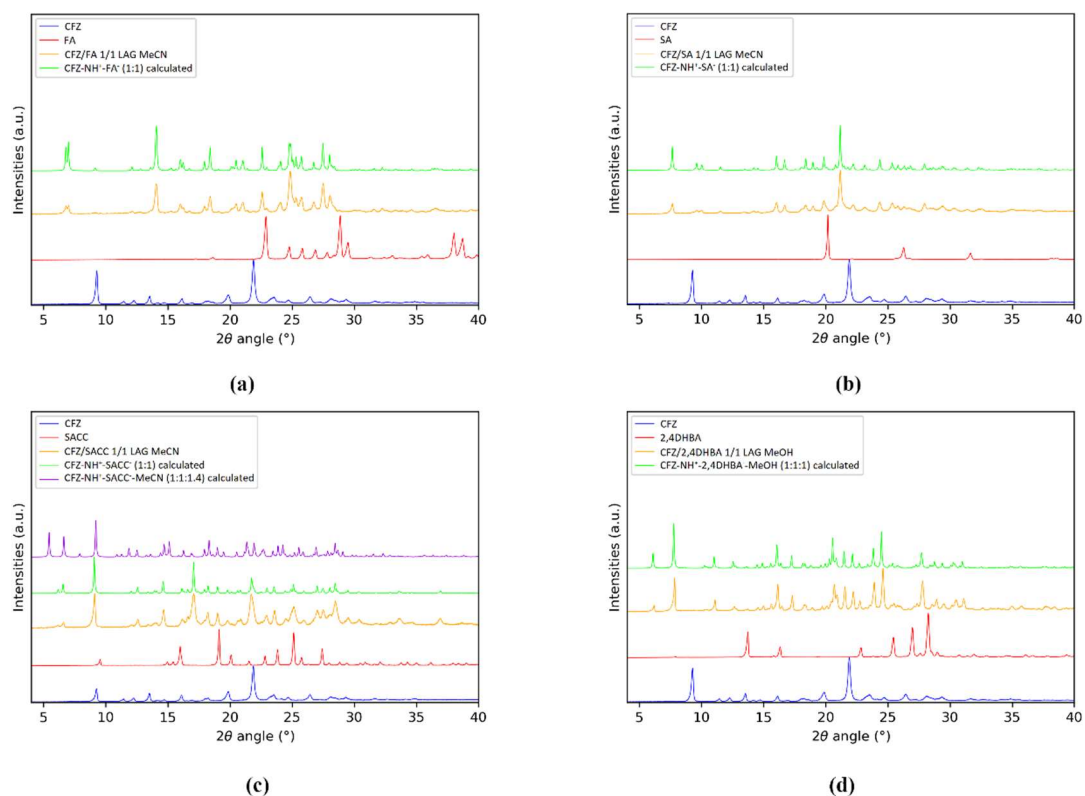 CFZ
FA
CFZ/FA 1/1 LAG MeCN
CFZ-NH⁺-FA⁻ (1:1) calculated
Intensities (a.u.)
5 10 15 20 25 30 35 40
2θ angle (°)
(a)
CFZ
SA
CFZ/SA 1/1 LAG MeCN
CFZ-NH⁺-SA⁻ (1:1) calculated
Intensities (a.u.)
5 10 15 20 25 30 35 40
2θ angle (°)
(b)
CFZ
SACC
CFZ/SACC 1/1 LAG MeCN
CFZ-NH⁺-SACC⁻ (1:1) calculated
CFZ-NH⁺-SACC⁻-MeCN (1:1:1.4) calculated
Intensities (a.u.)
5 10 15 20 25 30 35 40
2θ angle (°)
(c)
CFZ
2,4DHBA
CFZ/2,4DHBA 1/1 LAG MeOH
CFZ-NH⁺-2,4DHBA⁻-MeOH (1:1:1) calculated
Intensities (a.u.)
5 10 15 20 25 30 35 40
2θ angle (°)
(d)